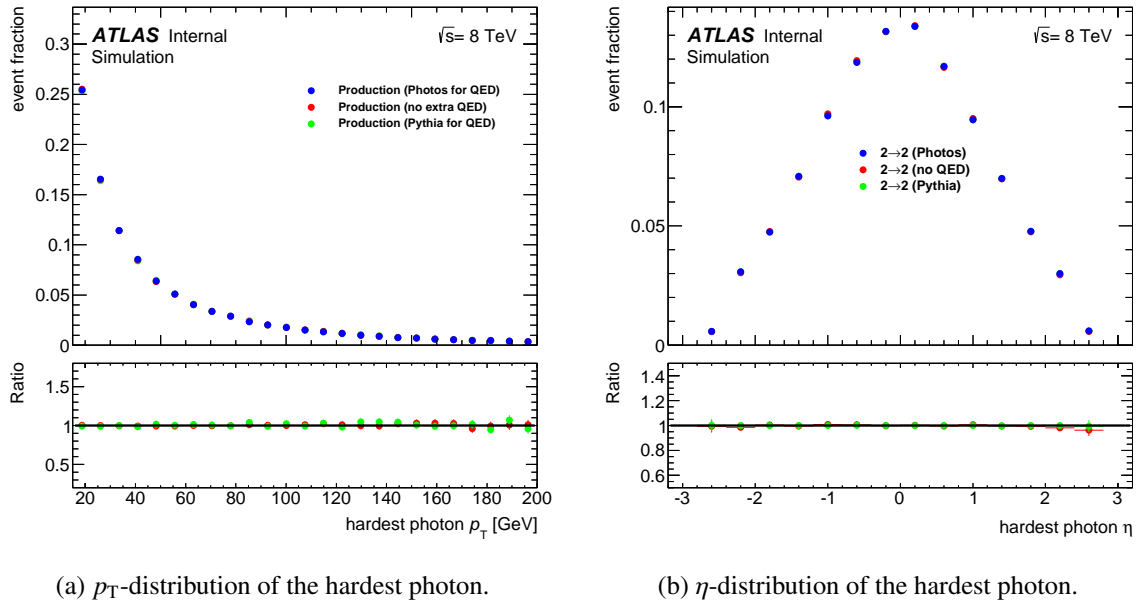 event fraction
0.3
0.25
0.2
0.15
0.1
0.05
0
ATLAS Internal
Simulation
√s= 8 TeV
Production (Photos for QED)
Production (no extra QED)
Production (Pythia for QED)
Ratio
1.5
1
0.5
20 40 60 80 100 120 140 160 180 200
hardest photon p_T [GeV]
(a) p_T-distribution of the hardest photon.
event fraction
0.1
0.05
0
ATLAS Internal
Simulation
√s= 8 TeV
2→2 (Photos)
2→2 (no QED)
2→2 (Pythia)
Ratio
1.4
1.2
1
0.8
0.6
-3 -2 -1 0 1 2 3
hardest photon η
(b) η-distribution of the hardest photon.